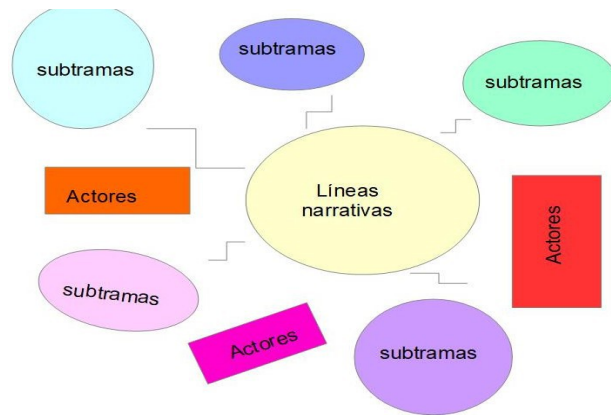 subtramas
subtramas
subtramas
Actores
Líneas
narrativas
Actores
subtramas
Actores
subtramas